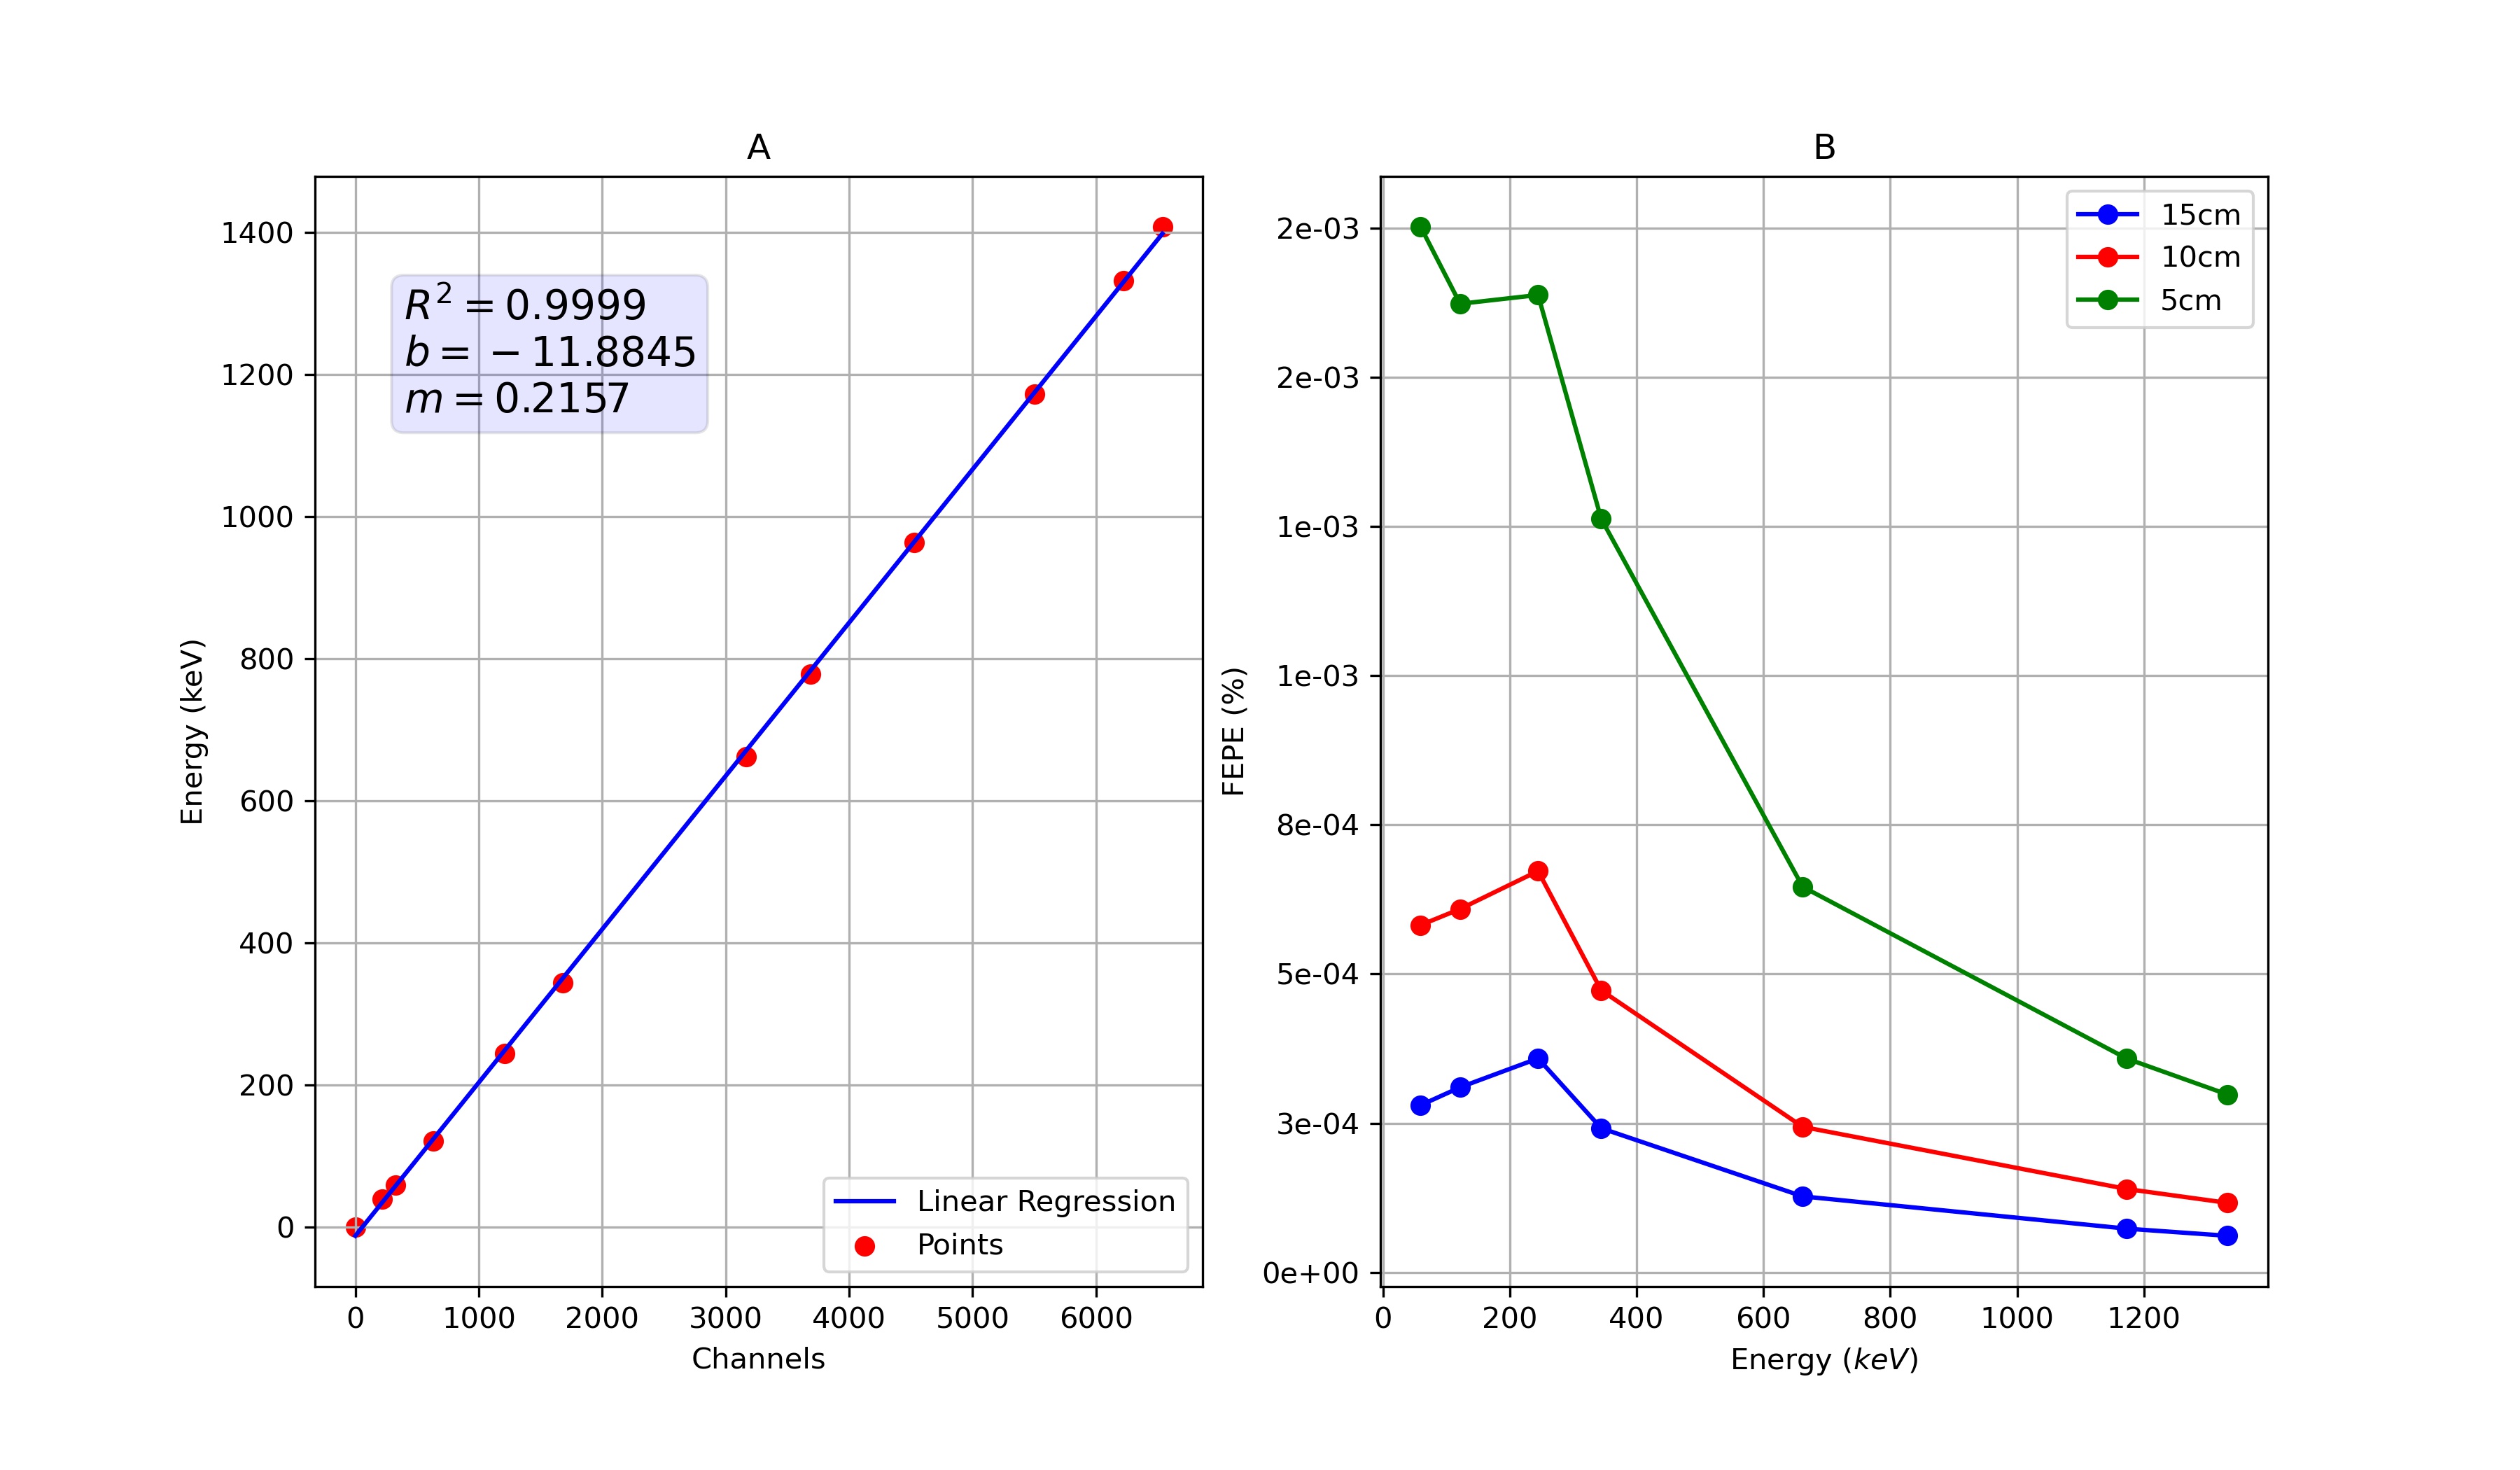 A
1400
1200
1000
800
600
400
200
0
Energy (keV)
R² = 0.9999
b = −11.8845
m = 0.2157
Linear Regression
Points
0 1000 2000 3000 4000 5000 6000
Channels
B
2e-03
2e-03
1e-03
1e-03
8e-04
5e-04
3e-04
0e+00
FEPE (%)
15cm
10cm
5cm
0 200 400 600 800 1000 1200
Energy (keV)